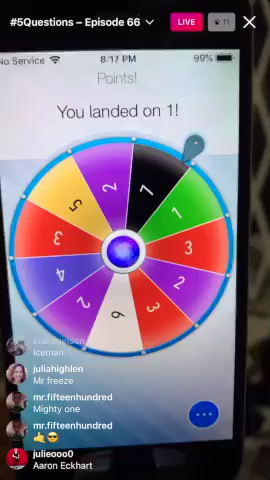 #5Questions – Episode 66
LIVE
11
No Service
8:17 PM
99%
Points!
You landed on 1!
1
1
3
2
3
6
2
4
3
5
2
iceman
juliahighlen
Mr freeze
mr.fifteenhundred
Mighty one
mr.fifteenhundred
🤙😎
julieooo0
Aaron Eckhart